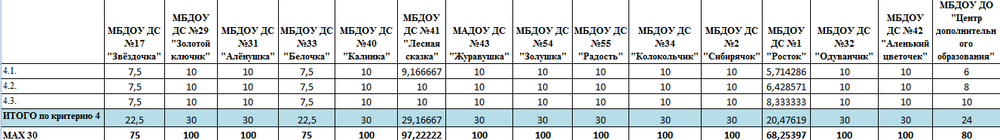 МБДОУ ДС №17 "Звёздочка" МБДОУ ДС №29 "Золотой ключик" МБДОУ ДС №31 "Алёнушка" МБДОУ ДС №33 "Белочка" МБДОУ ДС №40 "Калинка" МБДОУ ДС №41 "Лесная сказка" МАДОУ ДС №43 "Журавушка" МБДОУ ДС №54 "Золушка" МБДОУ ДС №55 "Радость" МБДОУ ДС №34 "Колокольчик" МБДОУ ДС №2 "Сибирячок" МБДОУ ДС №1 "Росток" МБДОУ ДС №32 "Одуванчик" МБДОУ ДС №42 "Аленький цветочек" МБДОУ ДО "Центр дополнительного образования"
4.1. 7,5 10 10 7,5 10 9,166667 10 10 10 10 10 5,714286 10 10 6
4.2. 7,5 10 10 7,5 10 10 10 10 10 10 10 6,428571 10 10 8
4.3. 7,5 10 10 7,5 10 10 10 10 10 10 10 8,333333 10 10 10
ИТОГО по критерию 4 22,5 30 30 22,5 30 29,16667 30 30 30 30 30 20,47619 30 30 24
MAX 30 75 100 100 75 100 97,22222 100 100 100 100 100 68,25397 100 100 80